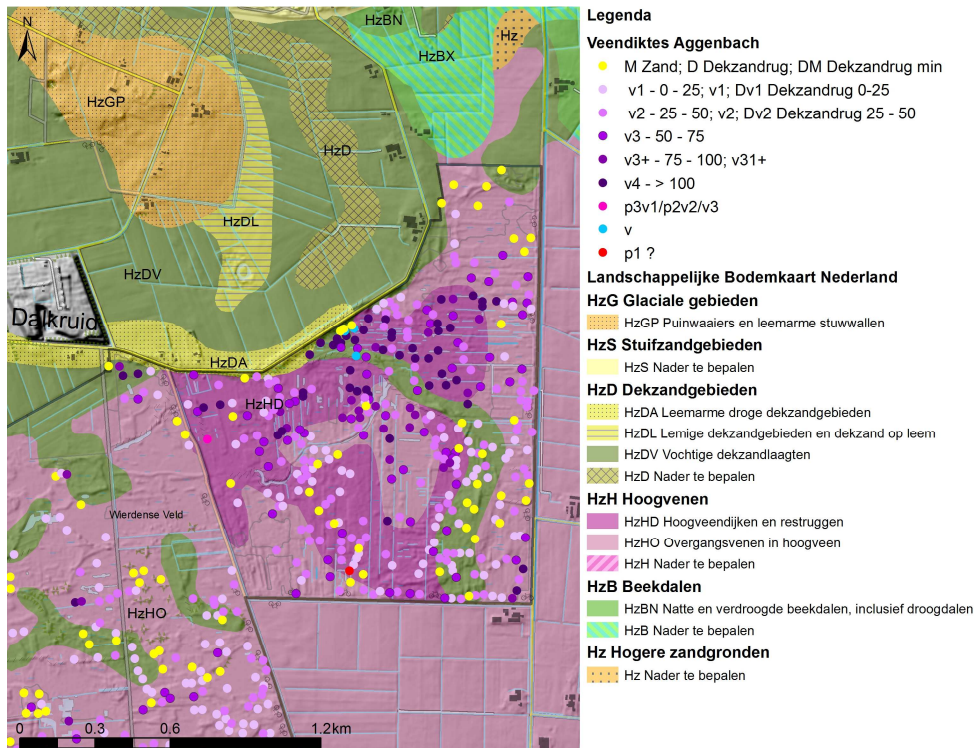 N
HzBN
HzBX
Hz
HzGP
HzD
HzDL
HzDV
Dalkruid
HzDA
HzHD
Wierdense Veld
HzHO
0 0.3 0.6 1.2km
Legenda
Veendiktes Aggenbach
M Zand; D Dekzandrug; DM Dekzandrug min
v1 - 0 - 25; v1; Dv1 Dekzandrug 0-25
v2 - 25 - 50; v2; Dv2 Dekzandrug 25 - 50
v3 - 50 - 75
v3+ - 75 - 100; v31+
v4 - > 100
p3v1/p2v2/v3
v
p1 ?
Landschappelijke Bodemkaart Nederland
HzG Glaciale gebieden
HzGP Puinwaaiers en leemarme stuwwallen
HzS Stuifzandgebieden
HzS Nader te bepalen
HzD Dekzandgebieden
HzDA Leemarme droge dekzandgebieden
HzDL Lemige dekzandgebieden en dekzand op leem
HzDV Vochtige dekzandlaagten
HzD Nader te bepalen
HzH Hoogvenen
HzHD Hoogveendijken en restruggen
HzHO Overgangsvenen in hoogveen
HzH Nader te bepalen
HzB Beekdalen
HzBN Natte en verdroogde beekdalen, inclusief droogdalen
HzB Nader te bepalen
Hz Hogere zandgronden
Hz Nader te bepalen